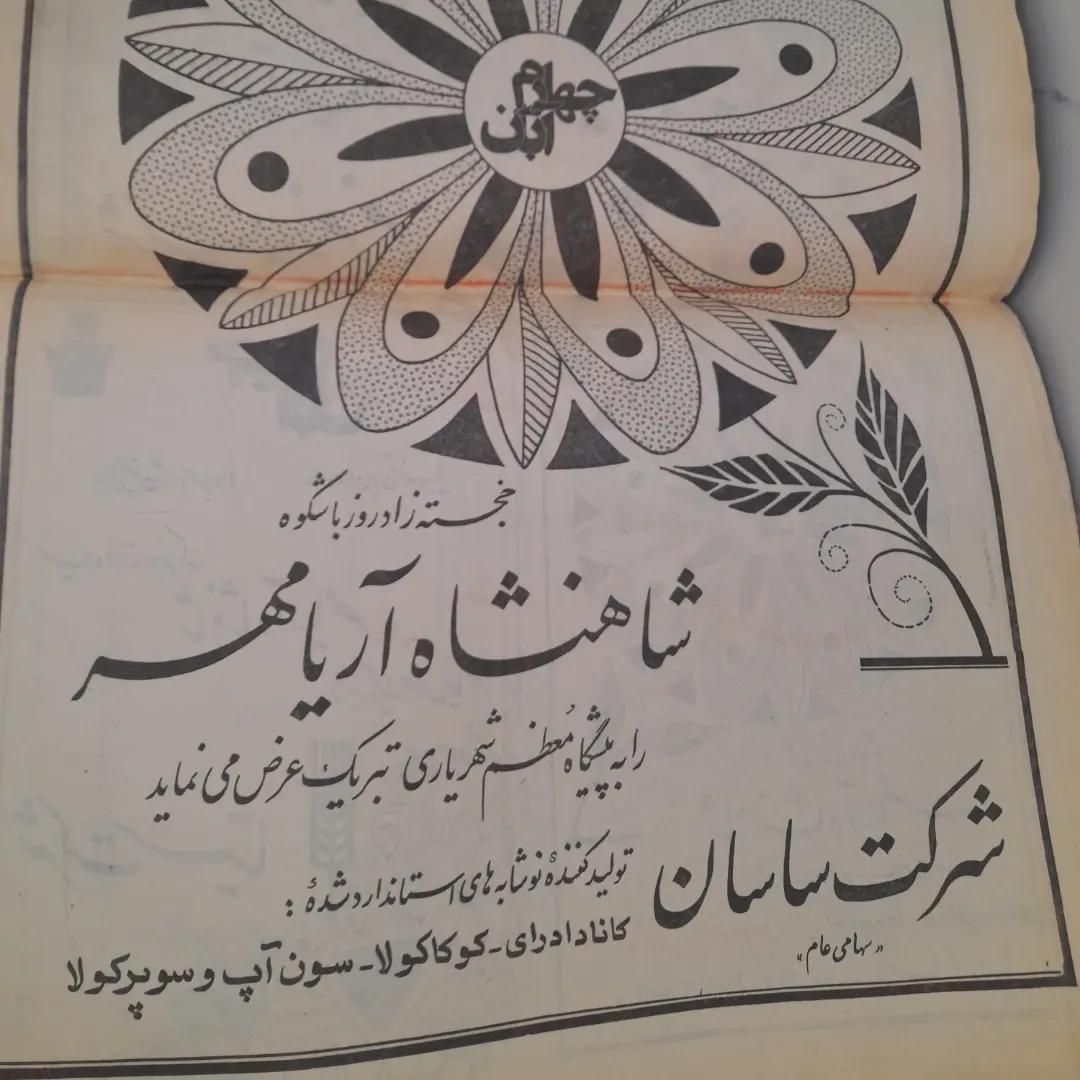 چهارم
آبان
خجسته زادروز باشکوه
شاهنشاه آریامهر
را به پیشگاه مُعظم شهریاری تبریک عرض می نماید
شرکت ساسان
«سهامی عام»
تولیدکنندهٔ نوشابه های استاندارد شدهٔ :
کانادادرای - کوکاکولا - سون آپ و سوپرکولا